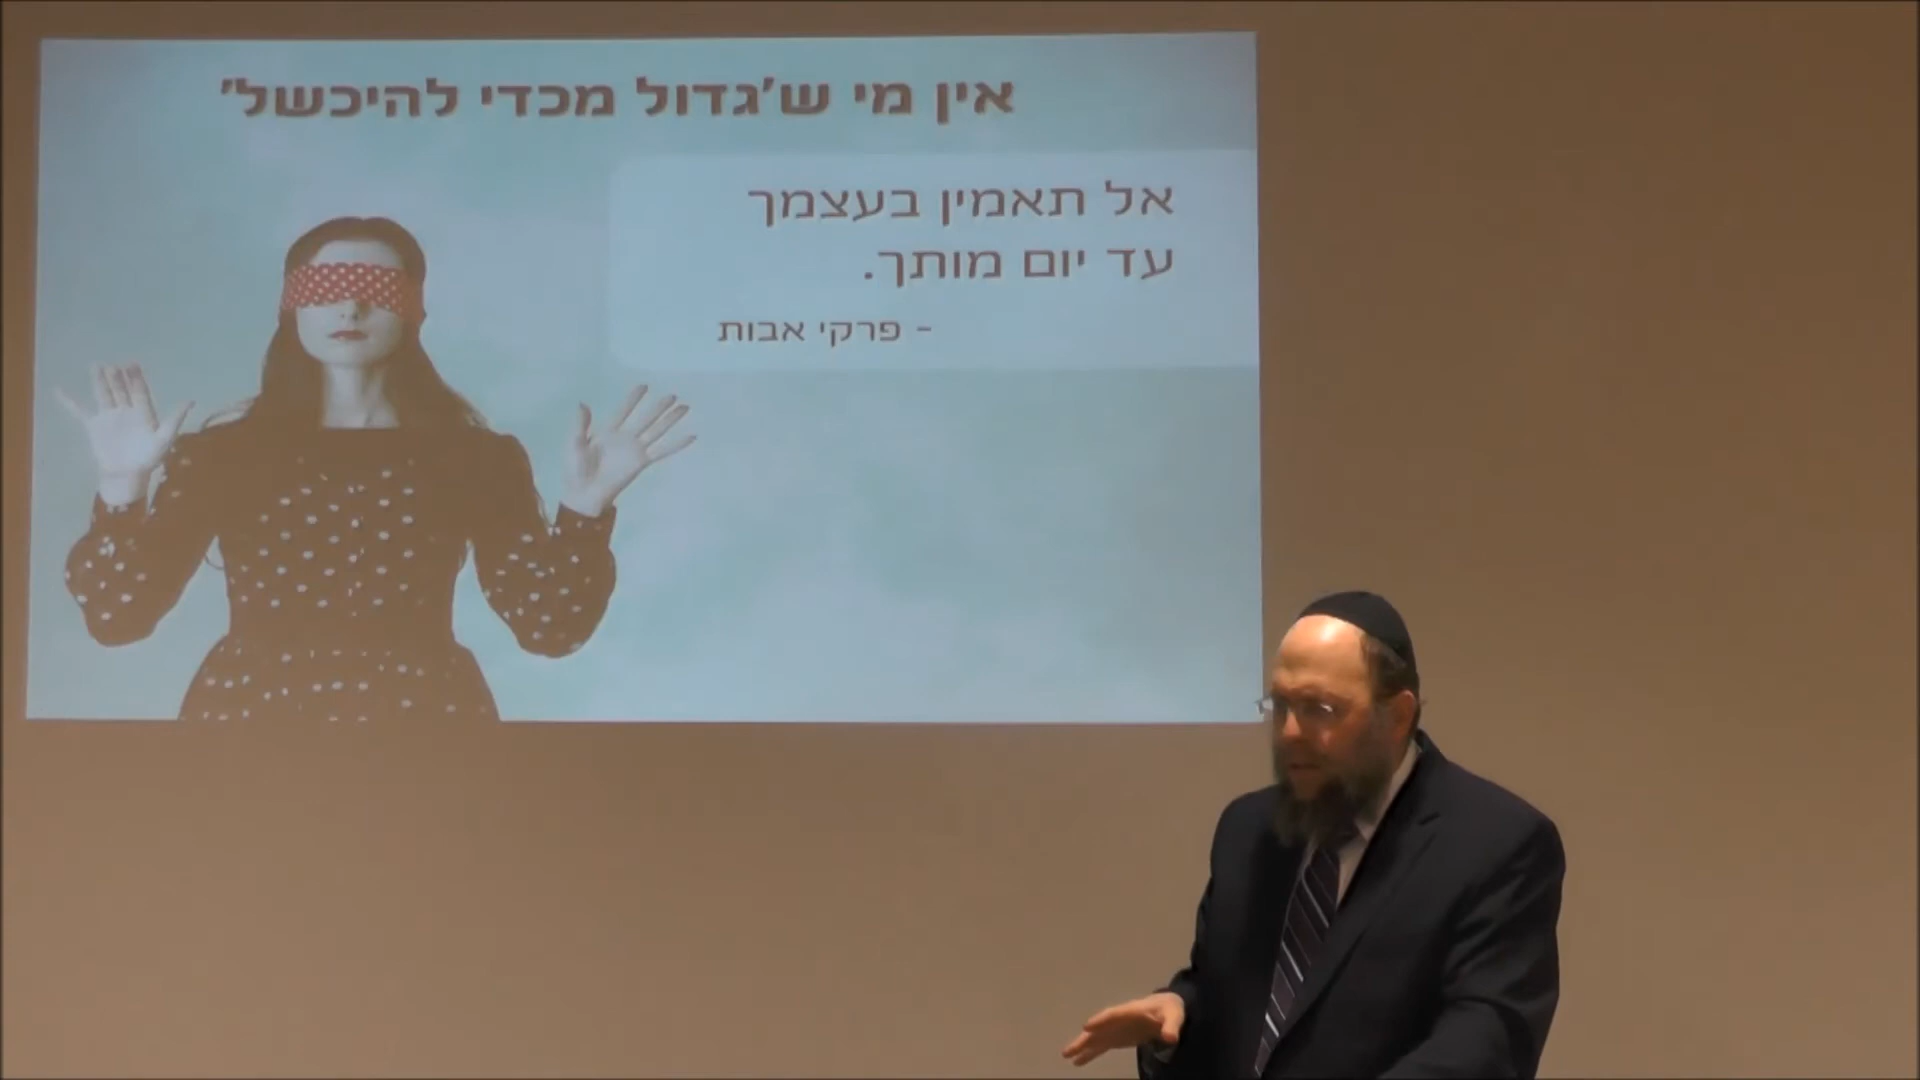 אין מי ש'גדול מכדי להיכשל'
אל תאמין בעצמך
עד יום מותך.
- פרקי אבות